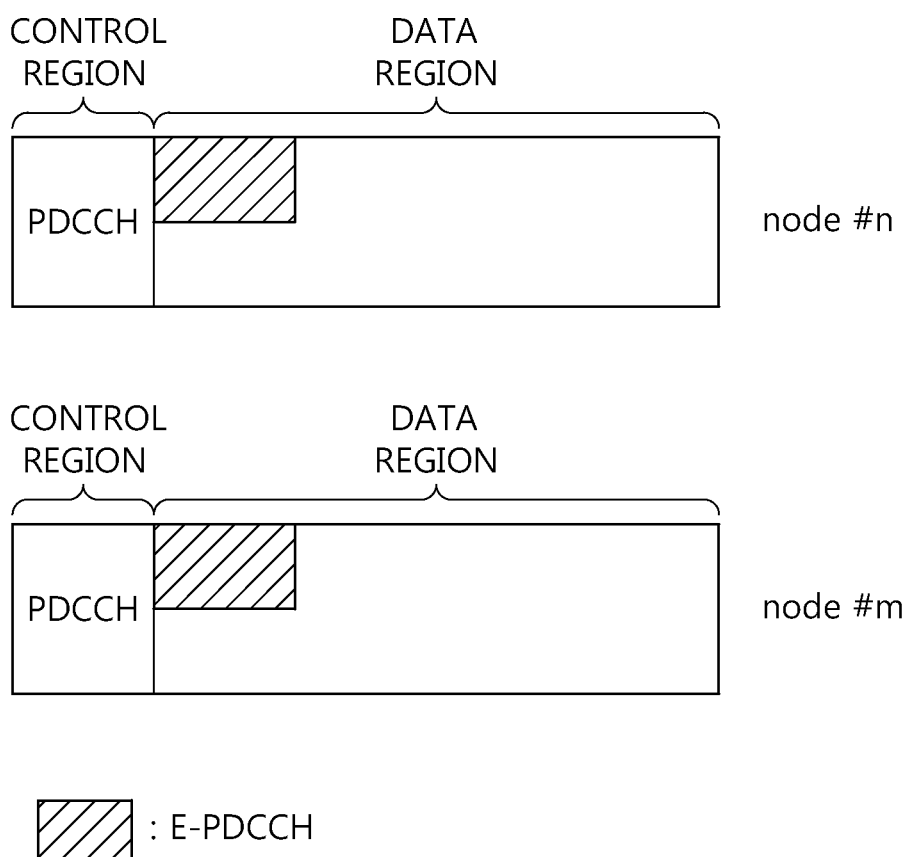 CONTROL REGION
DATA REGION
PDCCH
node #n
CONTROL REGION
DATA REGION
PDCCH
node #m
: E-PDCCH